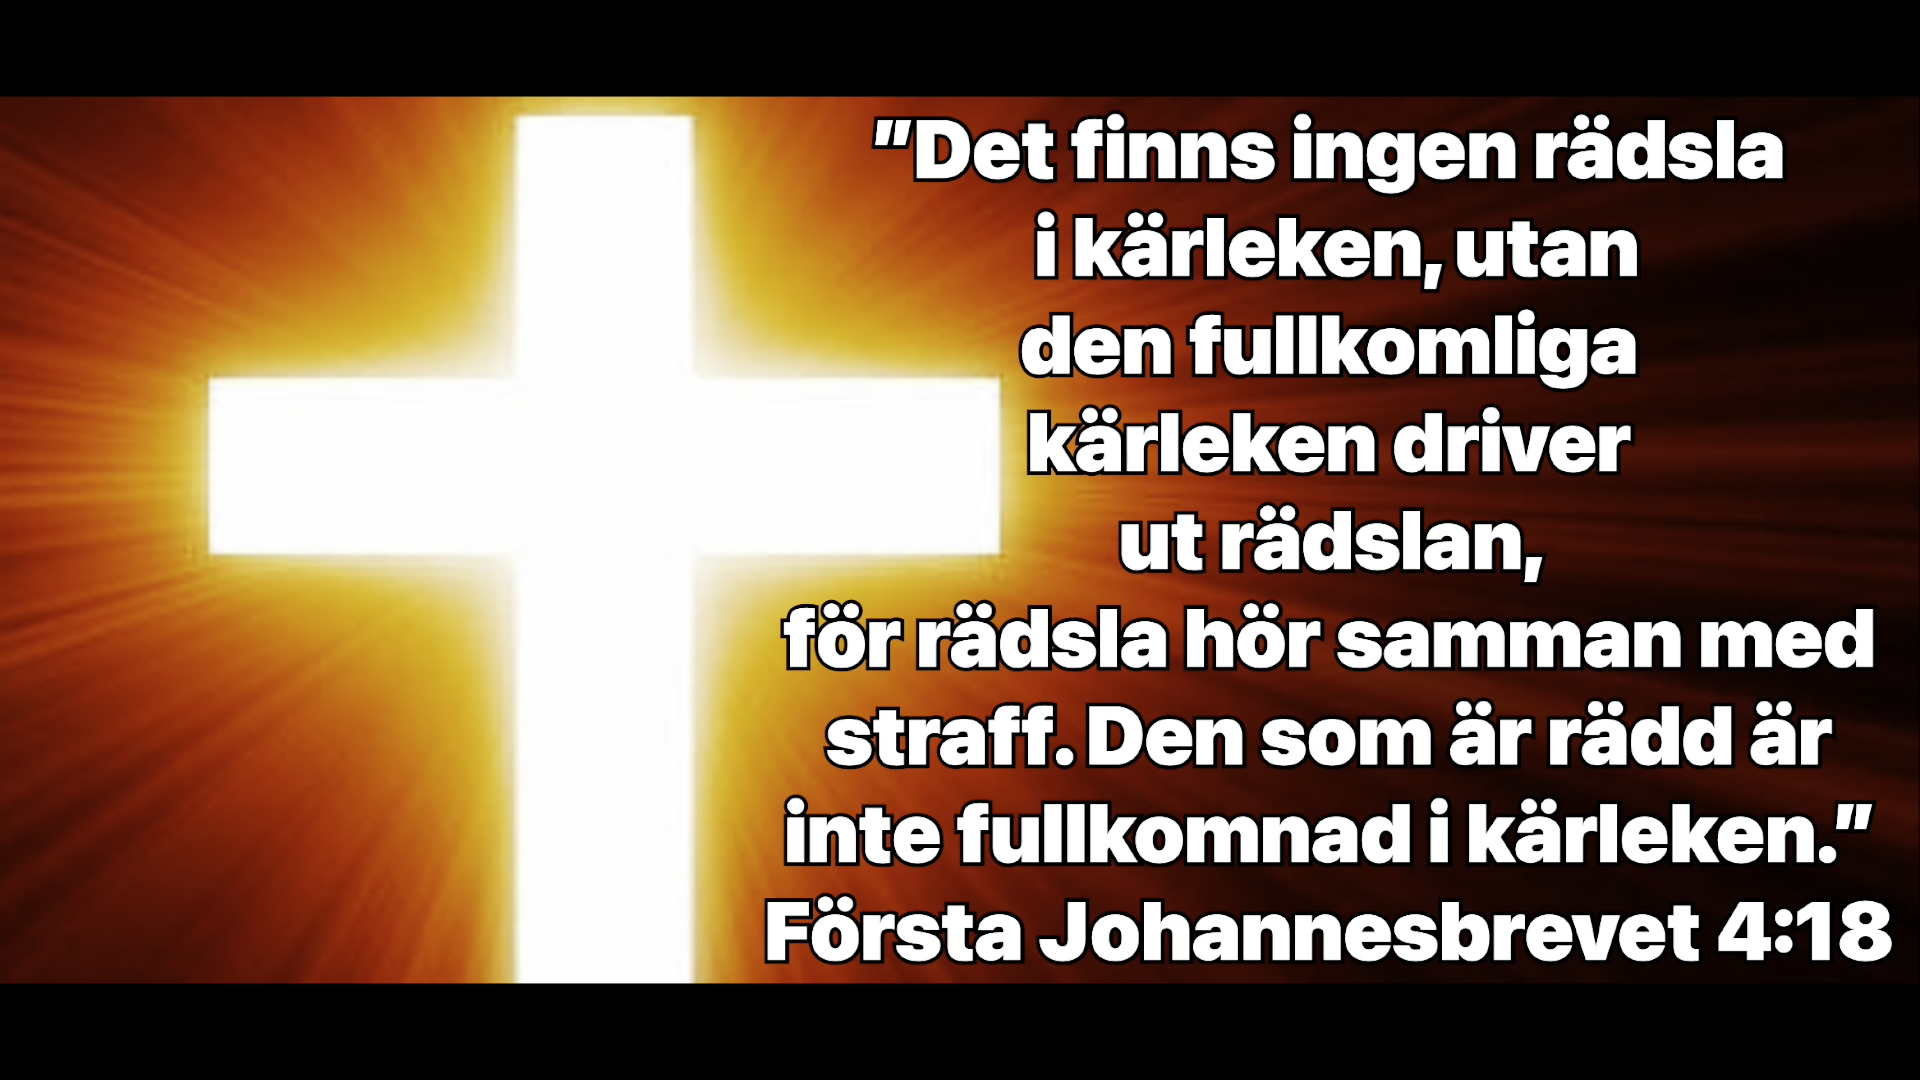 "Det finns ingen rädsla
i kärleken, utan
den fullkomliga
kärleken driver
ut rädslan,
för rädsla hör samman med
straff. Den som är rädd är
inte fullkomnad i kärleken."
Första Johannesbrevet 4:18